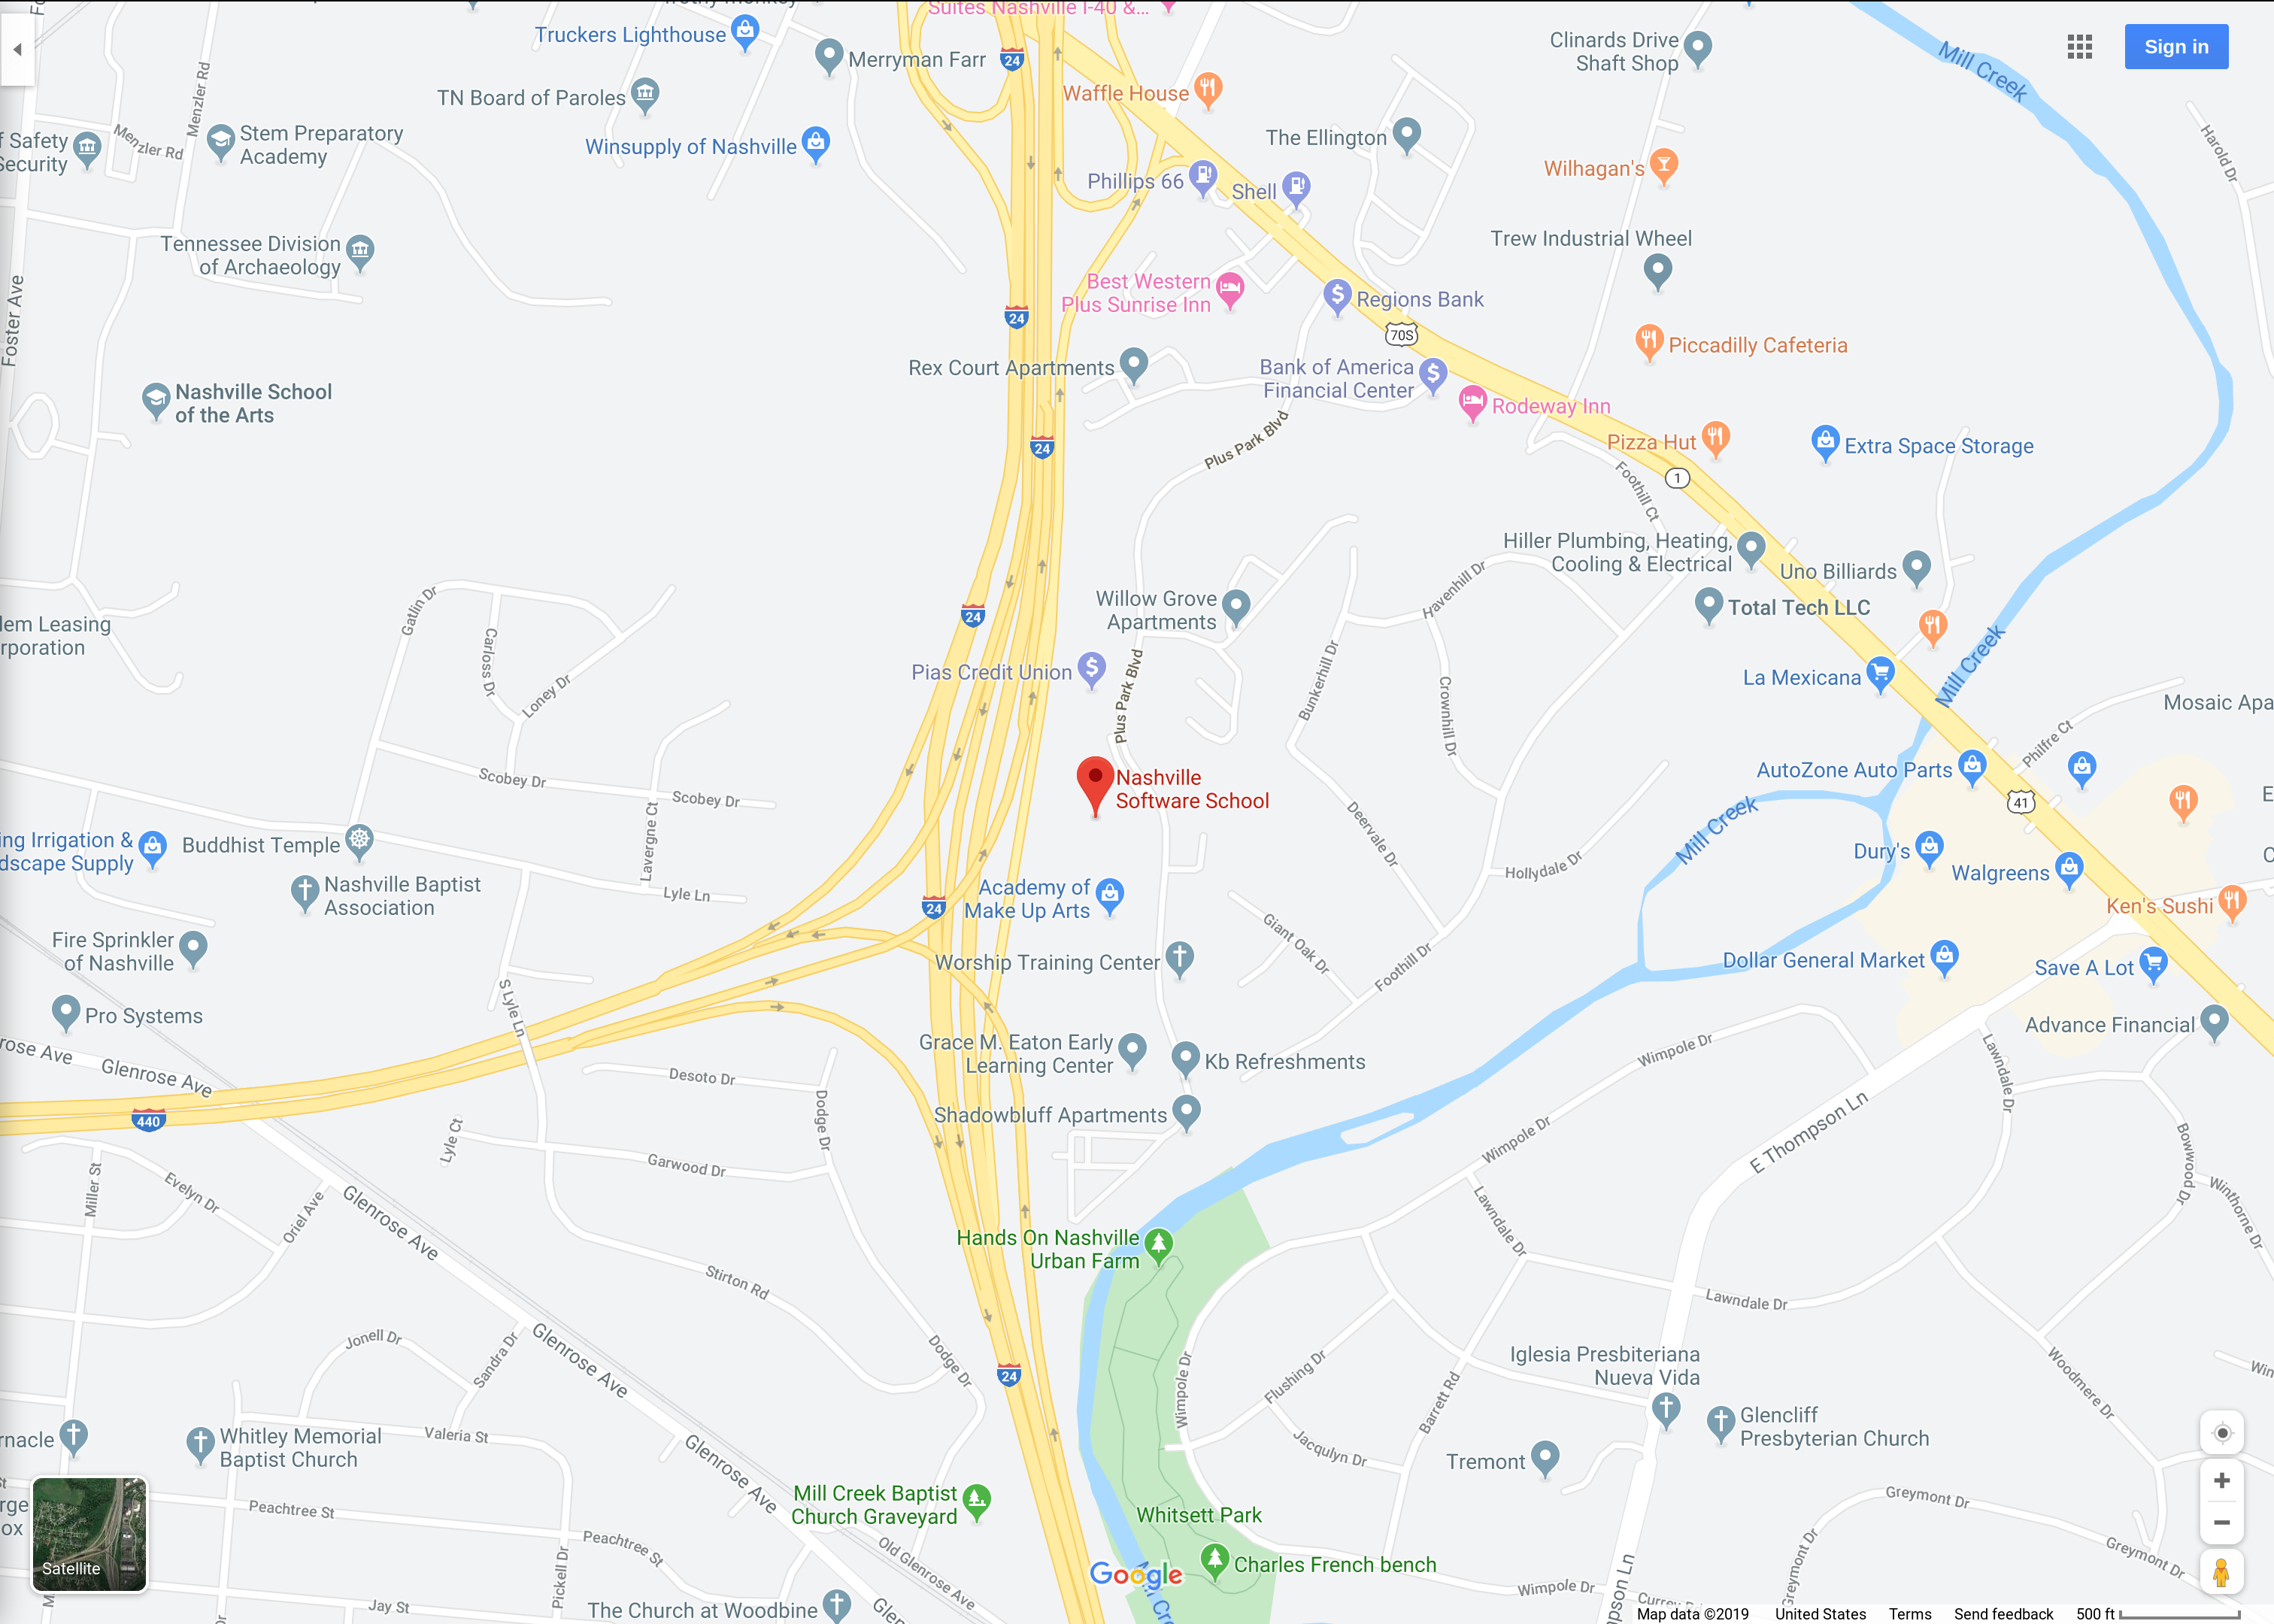 Suites Nashville I-40 &...
Truckers Lighthouse
Merryman Farr
24
Clinards Drive
Shaft Shop
Mill Creek
Sign in
TN Board of Paroles
Waffle House
Menzler Rd
Menzler Rd
f Safety
Security
Stem Preparatory
Academy
Winsupply of Nashville
The Ellington
Wilhagan's
Harold Dr
Phillips 66
Shell
Tennessee Division
of Archaeology
Trew Industrial Wheel
Foster Ave
Best Western
Plus Sunrise Inn
24
Regions Bank
70S
Piccadilly Cafeteria
Rex Court Apartments
Bank of America
Financial Center
Rodeway Inn
Nashville School
of the Arts
24
Plus Park Blvd
Pizza Hut
Extra Space Storage
1
Foothill Ct
Hiller Plumbing, Heating,
Cooling & Electrical
Uno Billiards
Gatlin Dr
24
Willow Grove
Apartments
Havenhill Dr
Total Tech LLC
lem Leasing
rporation
Carloss Dr
Loney Dr
Pias Credit Union
Plus Park Blvd
Bunkerhill Dr
Crownhill Dr
La Mexicana
Mill Creek
Mosaic Apa
Philfre Ct
Scobey Dr
Scobey Dr
Nashville
Software School
AutoZone Auto Parts
41
E
Mill Creek
Deervale Dr
Lavergne Ct
ing Irrigation &
dscape Supply
Buddhist Temple
Dury's
Walgreens
Hollydale Dr
Nashville Baptist
Association
Lyle Ln
24
Academy of
Make Up Arts
Ken's Sushi
Giant Oak Dr
Fire Sprinkler
of Nashville
Worship Training Center
Foothill Dr
Dollar General Market
Save A Lot
S Lyle Ln
Pro Systems
Advance Financial
rose Ave
Glenrose Ave
Grace M. Eaton Early
Learning Center
Kb Refreshments
Wimpole Dr
Lawndale Dr
Desoto Dr
Dodge Dr
440
Shadowbluff Apartments
E Thompson Ln
Lyle Ct
Wimpole Dr
Garwood Dr
Bowwood Dr
Miller St
Evelyn Dr
Oriel Ave
Glenrose Ave
Lawndale Dr
Winthorne Dr
Hands On Nashville
Urban Farm
Stirton Rd
Lawndale Dr
Jonell Dr
Sandra Dr
Glenrose Ave
Dodge Dr
24
Wimpole Dr
Flushing Dr
Barrett Rd
Iglesia Presbiteriana
Nueva Vida
Woodmere Dr
Win
rnacle
Whitley Memorial
Baptist Church
Valeria St
Glenrose Ave
Jacqulyn Dr
Glencliff
Presbyterian Church
Tremont
Mill Creek Baptist
Church Graveyard
Whitsett Park
Greymont Dr
Peachtree St
Peachtree St
Satellite
Pickell Dr
Old Glenrose Ave
Google
Charles French bench
Greymont Dr
Greymont Dr
Jay St
The Church at Woodbine
Glen
Mill Cre
Wimpole Dr
Currey
pson Ln
Map data ©2019
United States
Terms
Send feedback
500 ft